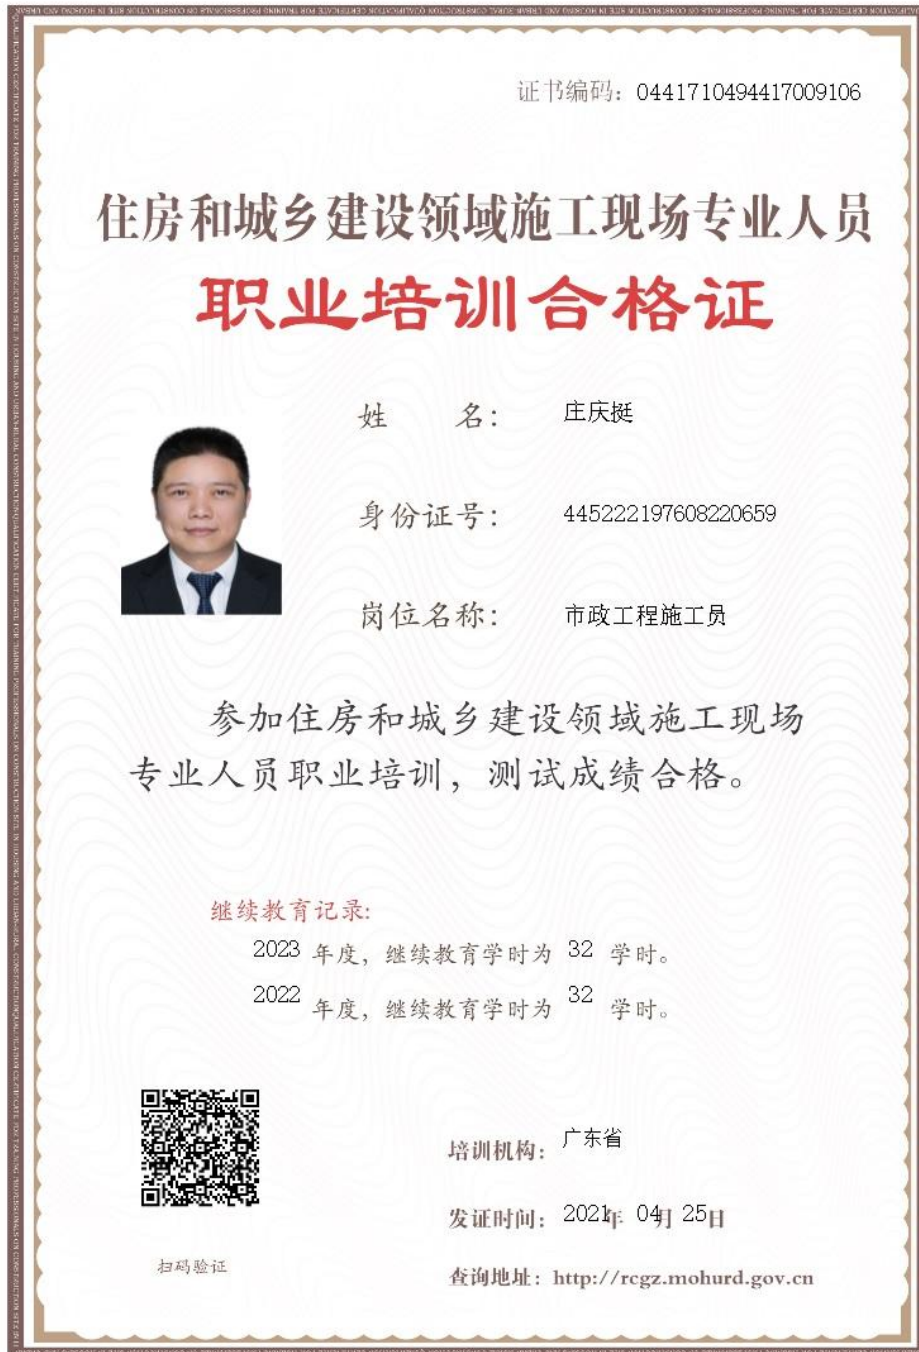 证书编码：0441710494417009106
住房和城乡建设领域施工现场专业人员
职业培训合格证
姓 名： 庄庆挺
身份证号： 445222197608220659
岗位名称： 市政工程施工员
参加住房和城乡建设领域施工现场
专业人员职业培训，测试成绩合格。
继续教育记录:
2023 年度，继续教育学时为 32 学时。
2022 年度，继续教育学时为 32 学时。
培训机构： 广东省
发证时间： 2021年 04月 25日
扫码验证
查询地址：http://rcgz.mohurd.gov.cn